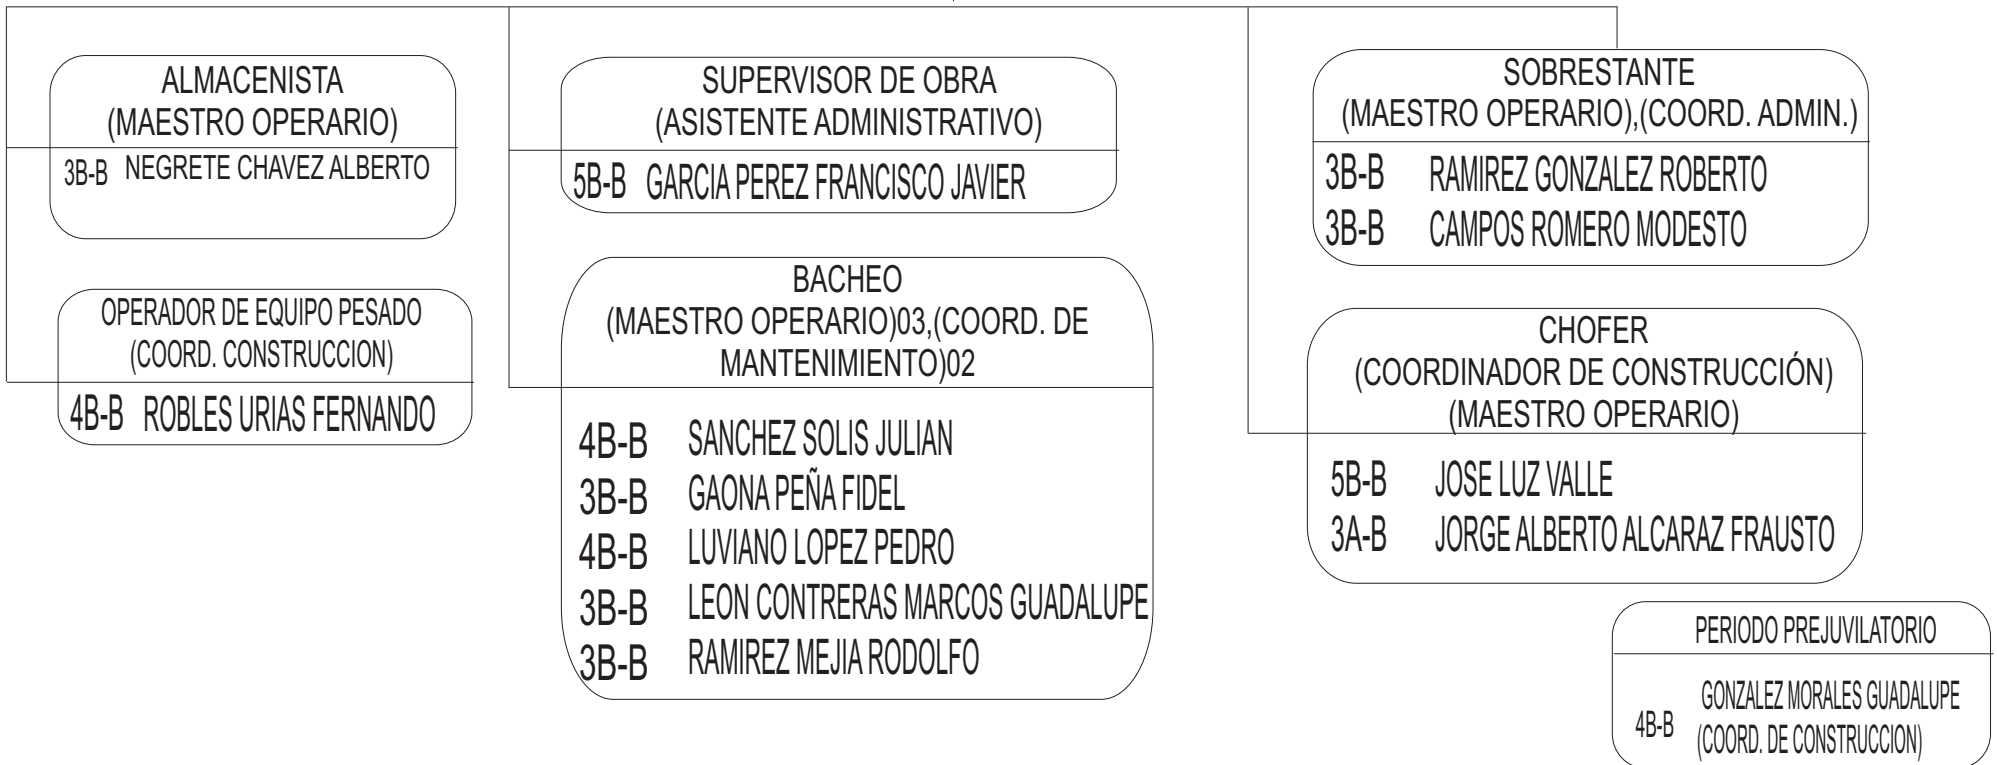 ALMACENISTA
(MAESTRO OPERARIO)
3B-B NEGRETE CHAVEZ ALBERTO
OPERADOR DE EQUIPO PESADO
(COORD. CONSTRUCCION)
4B-B ROBLES URIAS FERNANDO
SUPERVISOR DE OBRA
(ASISTENTE ADMINISTRATIVO)
5B-B GARCIA PEREZ FRANCISCO JAVIER
BACHEO
(MAESTRO OPERARIO)03,(COORD. DE
MANTENIMIENTO)02
4B-B SANCHEZ SOLIS JULIAN
3B-B GAONA PEÑA FIDEL
4B-B LUVIANO LOPEZ PEDRO
3B-B LEON CONTRERAS MARCOS GUADALUPE
3B-B RAMIREZ MEJIA RODOLFO
SOBRESTANTE
(MAESTRO OPERARIO),(COORD. ADMIN.)
3B-B RAMIREZ GONZALEZ ROBERTO
3B-B CAMPOS ROMERO MODESTO
CHOFER
(COORDINADOR DE CONSTRUCCIÓN)
(MAESTRO OPERARIO)
5B-B JOSE LUZ VALLE
3A-B JORGE ALBERTO ALCARAZ FRAUSTO
PERIODO PREJUVILATORIO
4B-B GONZALEZ MORALES GUADALUPE
(COORD. DE CONSTRUCCION)